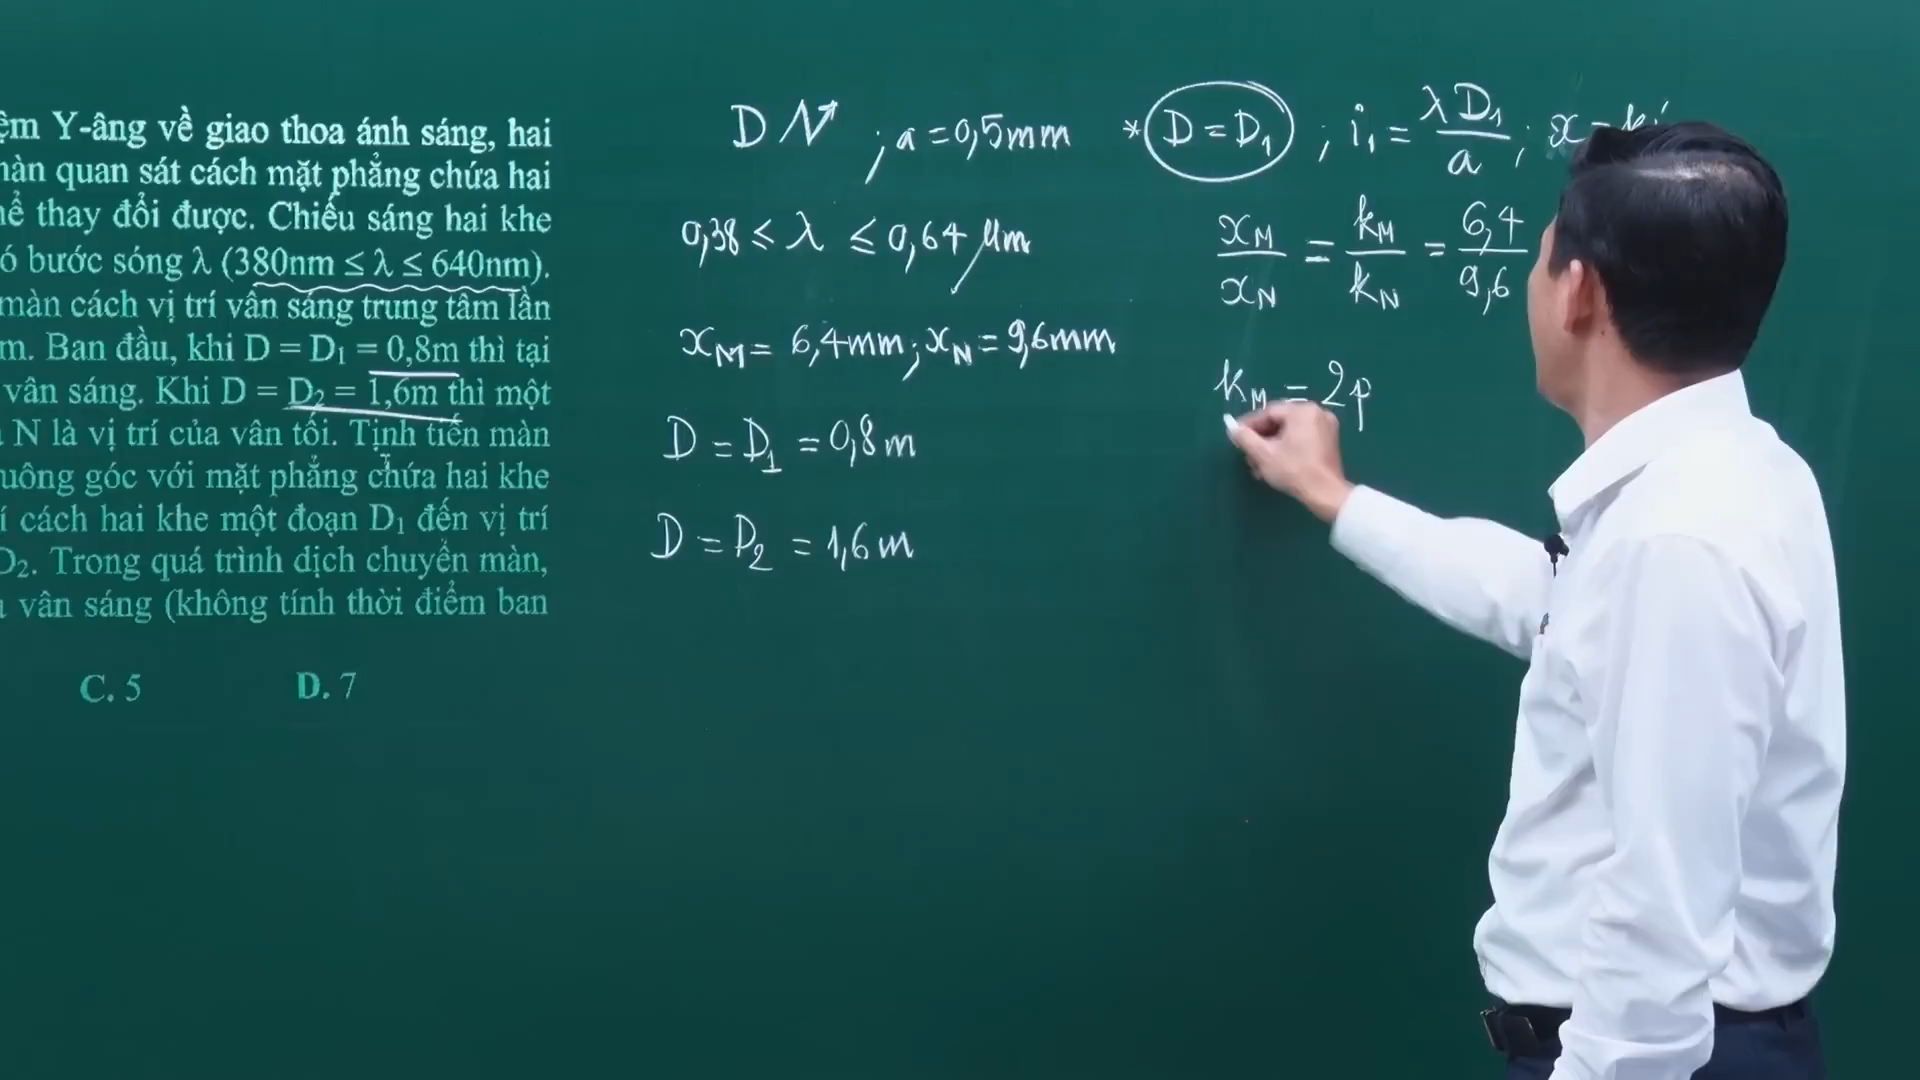 Y-âng về giao thoa ánh sáng, hai
quan sát cách mặt phẳng chứa hai
thay đổi được. Chiếu sáng hai khe
bước sóng λ (380nm ≤ λ ≤ 640nm).
màn cách vị trí vân sáng trung tâm lần
Ban đầu, khi D = D₁ = 0,8m thì tại
vân sáng. Khi D = D₂ = 1,6m thì một
N là vị trí của vân tối. Tịnh tiến màn
góc với mặt phẳng chứa hai khe
cách hai khe một đoạn D₁ đến vị trí
D₂. Trong quá trình dịch chuyển màn,
vân sáng (không tính thời điểm ban
C. 5 D. 7
; a = 0,5mm
0,38 ≤ λ ≤ 0,64 μm
x_M = 6,4mm; x_N = 9,6mm
D = D₁ = 0,8m
D = D₂ = 1,6m
* D = D₁ ; i₁ = λD₁/a ; x =
x_M/x_N = k_M/k_N = 6,4/9,6
k_M = 2p